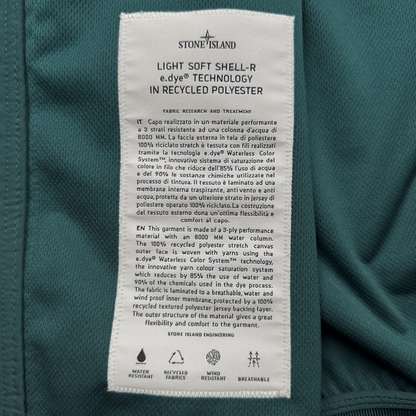 STONE ISLAND
LIGHT SOFT SHELL-R
e.dye® TECHNOLOGY
IN RECYCLED POLYESTER
FABRIC RESEARCH AND TREATMENT
IT Capo realizzato in un materiale performante
a 3 strati resistente ad una colonna d'acqua di
8000 MM. La faccia esterna in tela di poliestere
100% riciclato stretch è tessuta con fili realizzati
tramite la tecnologia e.dye® Waterless Color
System™, innovativo sistema di saturazione del
colore in filo che riduce dell'85% l'uso di acqua
e del 90% le sostanze chimiche utilizzate nel
processo di tintura. Il tessuto è laminato ad una
membrana interna traspirante, anti vento e anti
acqua, protetta da un ulteriore strato in jersey di
poliestere operato 100% riciclato. La costruzione
del tessuto esterno dona un'ottima flessibilità e
comfort al capo.
EN This garment is made of a 3-ply performance
material with an 8000 MM water column.
The 100% recycled polyester stretch canvas
outer face is woven with yarns using the
e.dye® Waterless Color System™ technology,
the innovative yarn colour saturation system
which reduces by 85% the use of water and
90% of the chemicals used in the dye process.
The fabric is laminated to a breathable, water and
wind proof inner membrane, protected by a 100%
recycled textured polyester jersey backing layer.
The outer structure of the material gives a great
flexibility and comfort to the garment.
STONE ISLAND ENGINEERING
WATER RESISTANT
RECYCLED FABRICS
WIND RESISTANT
BREATHABLE